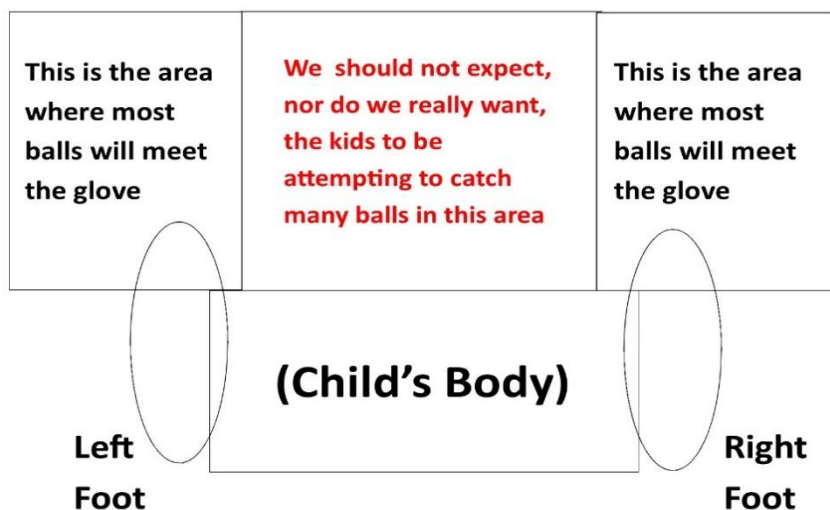 This is the area
where most
balls will meet
the glove
We should not expect,
nor do we really want,
the kids to be
attempting to catch
many balls in this area
This is the area
where most
balls will meet
the glove
(Child’s Body)
Left
Foot
Right
Foot